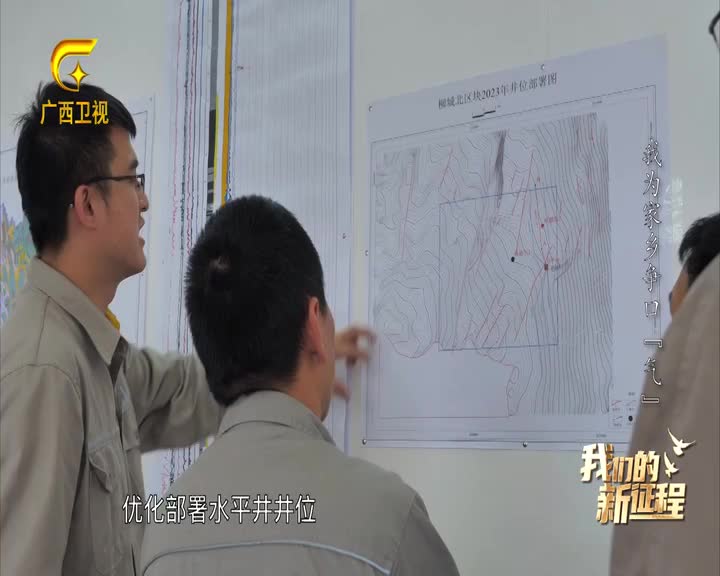 广西卫视
柳城北区块2023年井位部署图
我为家乡争口『气』
我们的
新征程
优化部署水平井井位